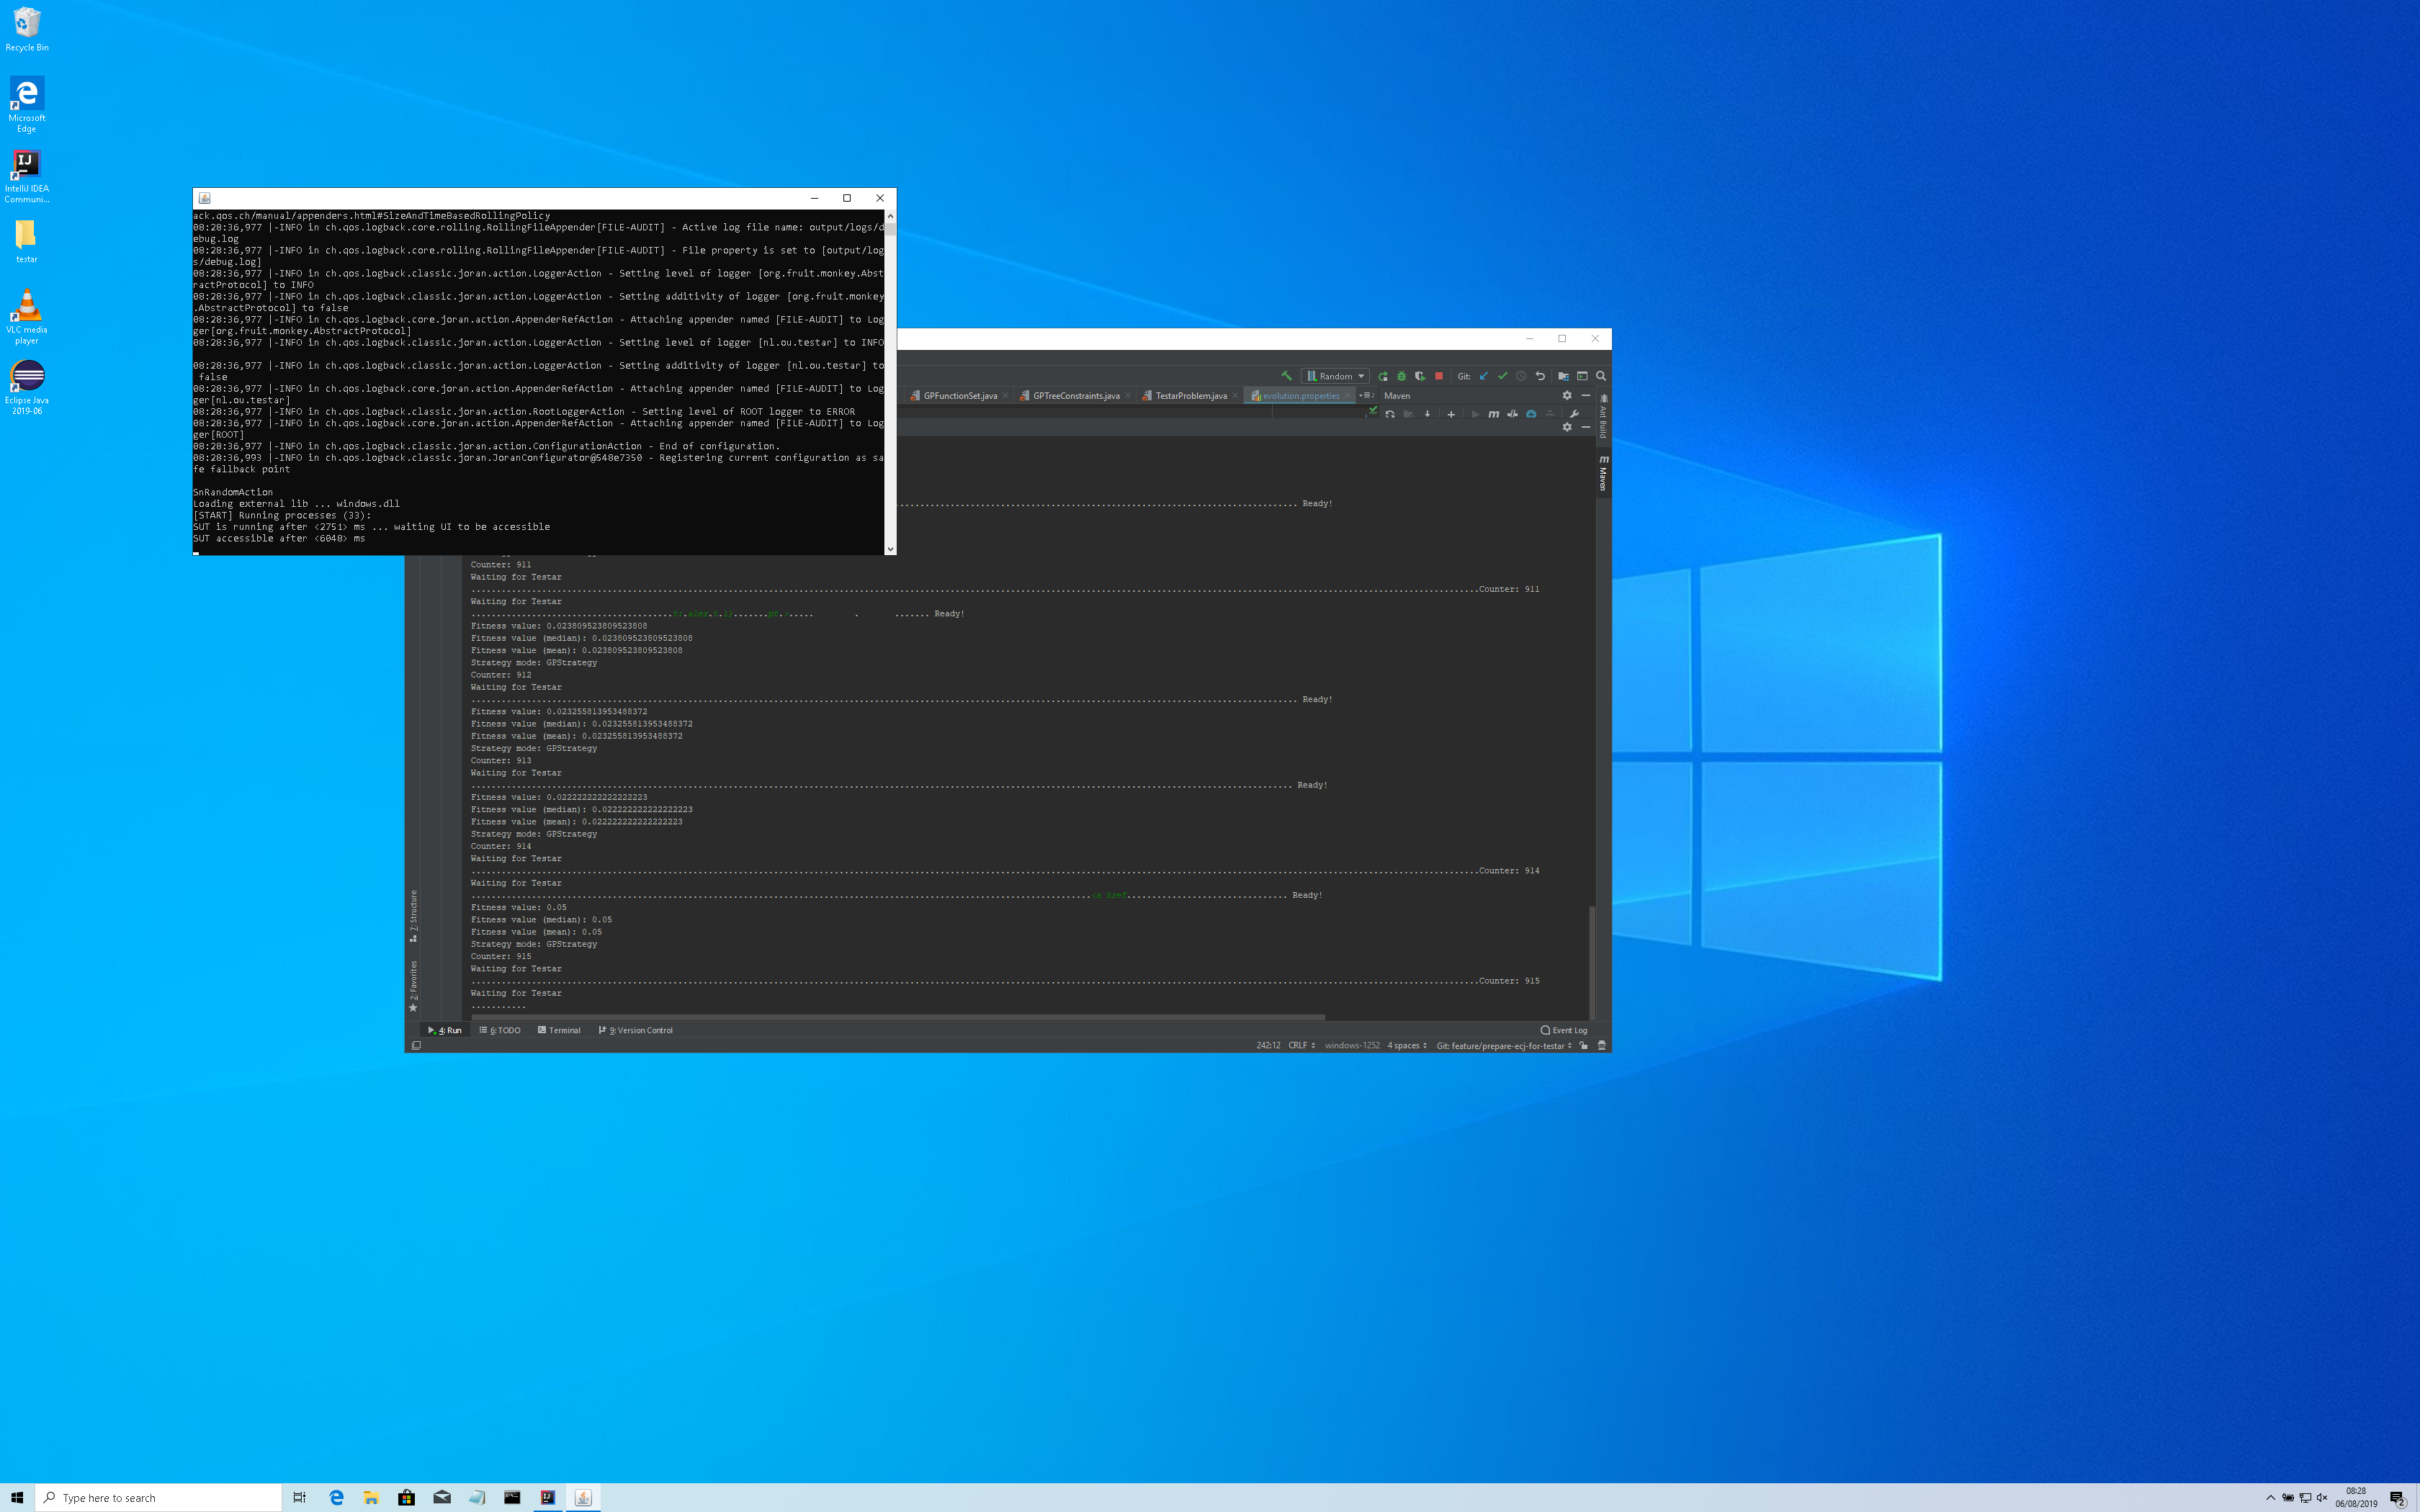 Recycle Bin
Microsoft
Edge
IntelliJ IDEA
Communi...
testar
VLC media
player
Eclipse Java
2019-06
ack.qos.ch/manual/appenders.html#SizeAndTimeBasedRollingPolicy
08:28:36,977 |-INFO in ch.qos.logback.core.rolling.RollingFileAppender[FILE-AUDIT] - Active log file name: output/logs/d
ebug.log
08:28:36,977 |-INFO in ch.qos.logback.core.rolling.RollingFileAppender[FILE-AUDIT] - File property is set to [output/log
s/debug.log]
08:28:36,977 |-INFO in ch.qos.logback.classic.joran.action.LoggerAction - Setting level of logger [org.fruit.monkey.Abst
ractProtocol] to INFO
08:28:36,977 |-INFO in ch.qos.logback.classic.joran.action.LoggerAction - Setting additivity of logger [org.fruit.monkey
.AbstractProtocol] to false
08:28:36,977 |-INFO in ch.qos.logback.core.joran.action.AppenderRefAction - Attaching appender named [FILE-AUDIT] to Log
ger[org.fruit.monkey.AbstractProtocol]
08:28:36,977 |-INFO in ch.qos.logback.classic.joran.action.LoggerAction - Setting level of logger [nl.ou.testar] to INFO
08:28:36,977 |-INFO in ch.qos.logback.classic.joran.action.LoggerAction - Setting additivity of logger [nl.ou.testar] to
false
08:28:36,977 |-INFO in ch.qos.logback.core.joran.action.AppenderRefAction - Attaching appender named [FILE-AUDIT] to Log
ger[nl.ou.testar]
08:28:36,977 |-INFO in ch.qos.logback.classic.joran.action.RootLoggerAction - Setting level of ROOT logger to ERROR
08:28:36,977 |-INFO in ch.qos.logback.core.joran.action.AppenderRefAction - Attaching appender named [FILE-AUDIT] to Log
ger[ROOT]
08:28:36,977 |-INFO in ch.qos.logback.classic.joran.action.ConfigurationAction - End of configuration.
08:28:36,993 |-INFO in ch.qos.logback.classic.joran.JoranConfigurator@548e7350 - Registering current configuration as sa
fe fallback point
SnRandomAction
Loading external lib ... windows.dll
[START] Running processes (33):
SUT is running after <2751> ms ... waiting UI to be accessible
SUT accessible after <6048> ms
Random
Git:
GPFunctionSet.java
GPTreeConstraints.java
TestarProblem.java
evolution.properties
Maven
Ant Build
Maven
Ready!
Counter: 911
Waiting for Testar
Counter: 911
Waiting for Testar
Ready!
Fitness value: 0.023809523809523808
Fitness value (median): 0.023809523809523808
Fitness value (mean): 0.023809523809523808
Strategy mode: GPStrategy
Counter: 912
Waiting for Testar
Ready!
Fitness value: 0.023255813953488372
Fitness value (median): 0.023255813953488372
Fitness value (mean): 0.023255813953488372
Strategy mode: GPStrategy
Counter: 913
Waiting for Testar
Ready!
Fitness value: 0.022222222222222223
Fitness value (median): 0.022222222222222223
Fitness value (mean): 0.022222222222222223
Strategy mode: GPStrategy
Counter: 914
Waiting for Testar
Counter: 914
Waiting for Testar
<a href Ready!
Fitness value: 0.05
Fitness value (median): 0.05
Fitness value (mean): 0.05
Strategy mode: GPStrategy
Counter: 915
Waiting for Testar
Counter: 915
Waiting for Testar
...........
7: Structure
2: Favorites
4: Run
6: TODO
Terminal
9: Version Control
Event Log
242:12
CRLF
windows-1252
4 spaces
Git: feature/prepare-ecj-for-testar
Type here to search
08:28
06/08/2019
2